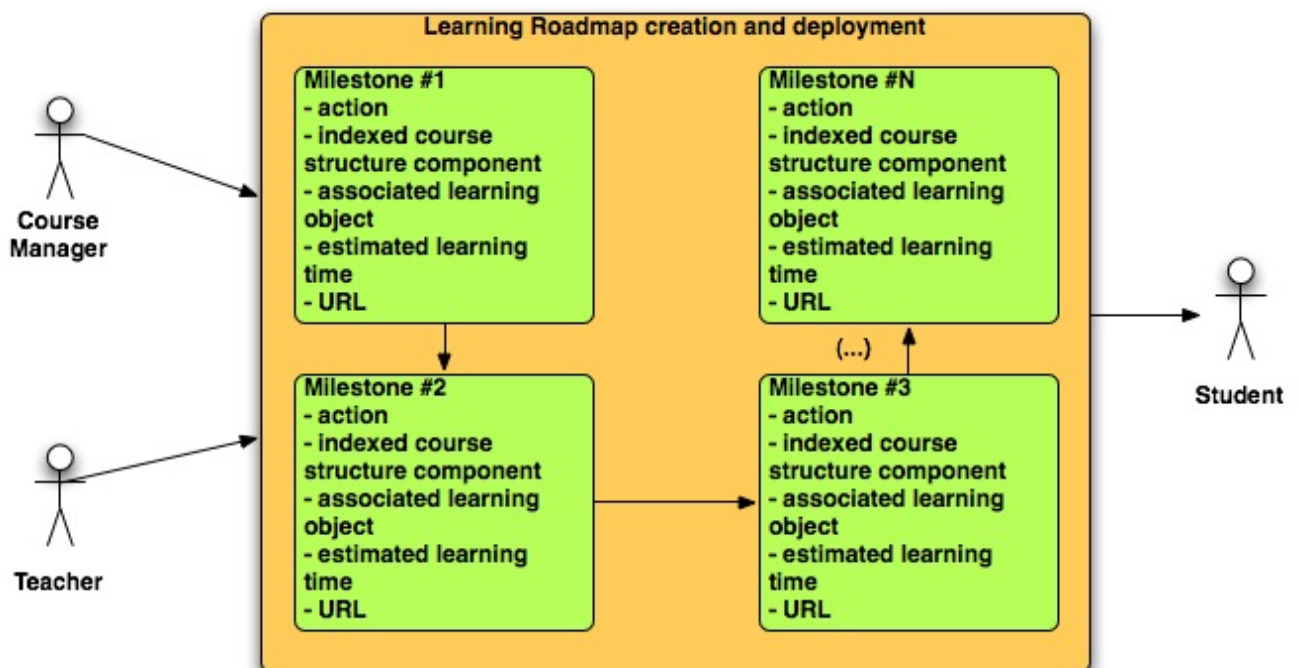 Learning Roadmap creation and deployment
Course
Manager
Teacher
Milestone #1
- action
- indexed course
structure component
- associated learning
object
- estimated learning
time
- URL
Milestone #2
- action
- indexed course
structure component
- associated learning
object
- estimated learning
time
- URL
Milestone #3
- action
- indexed course
structure component
- associated learning
object
- estimated learning
time
- URL
(...)
Milestone #N
- action
- indexed course
structure component
- associated learning
object
- estimated learning
time
- URL
Student